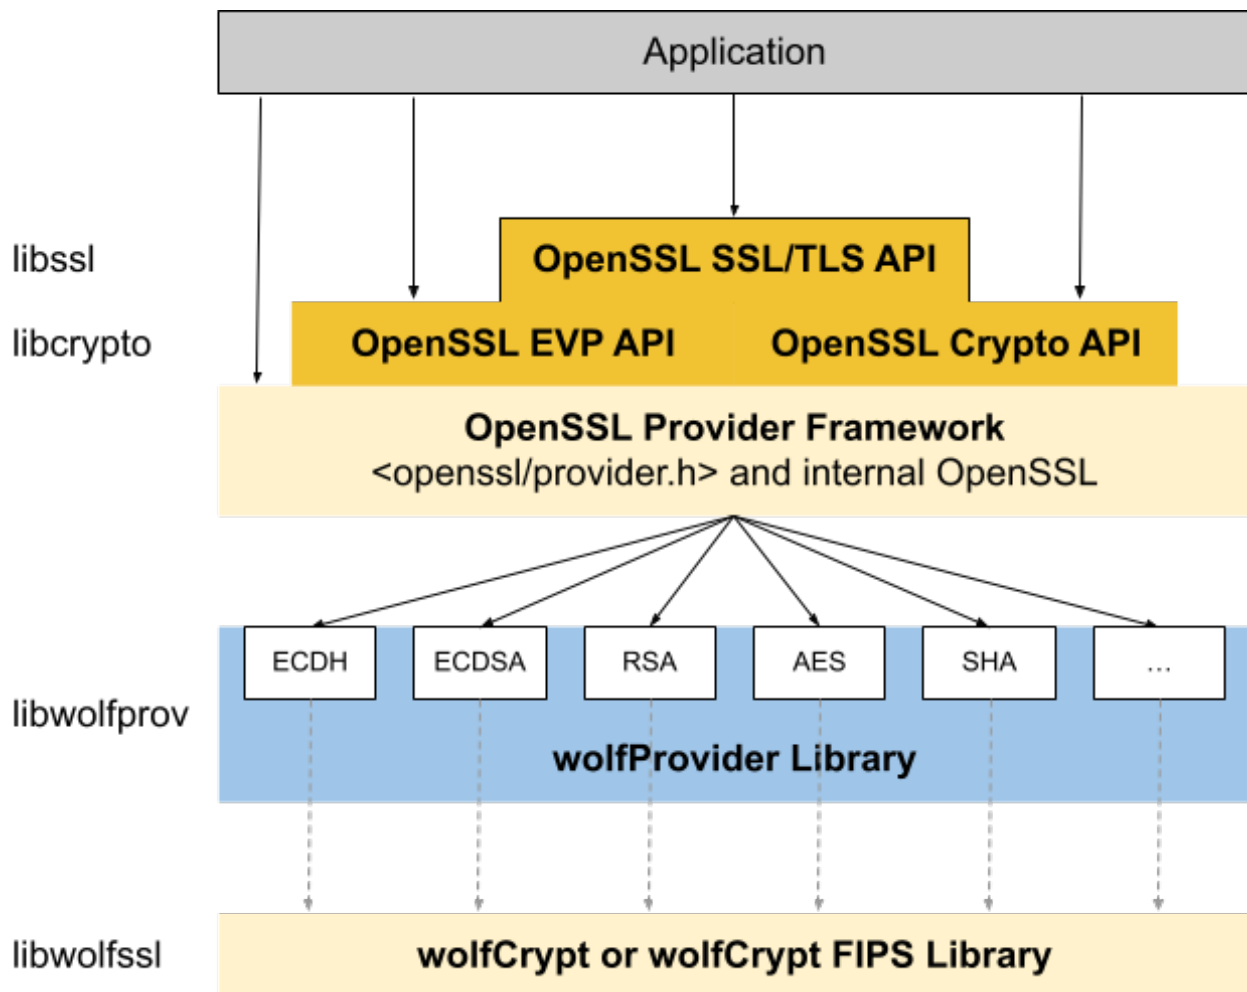 Application
libssl
OpenSSL SSL/TLS API
libcrypto
OpenSSL EVP API
OpenSSL Crypto API
OpenSSL Provider Framework
<openssl/provider.h> and internal OpenSSL
ECDH
ECDSA
RSA
AES
SHA
…
libwolfprov
wolfProvider Library
libwolfssl
wolfCrypt or wolfCrypt FIPS Library